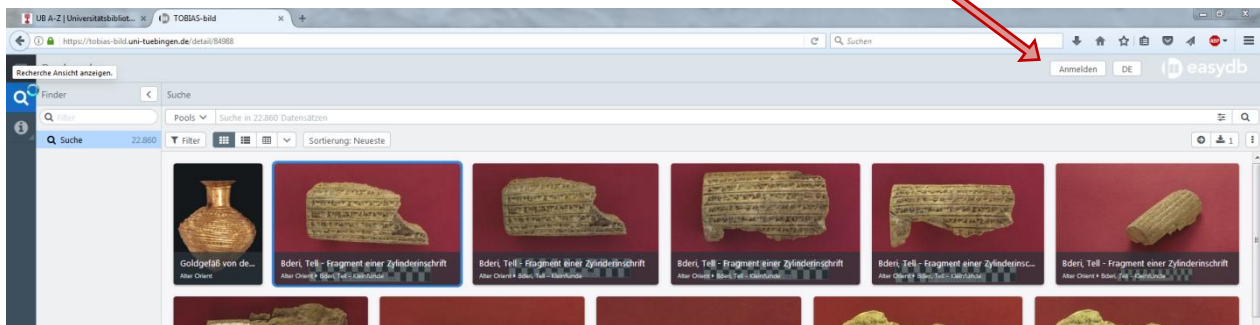 UB A-Z | Universitätsbibliot...
TOBIAS-bild
https://tobias-bild.uni-tuebingen.de/detail/84988
Suchen
ABP
Recherche Ansicht anzeigen.
Anmelden
DE
easydb
Finder
Suche
Filter
Pools
Suche in 22.860 Datensätzen
Suche 22.860
Filter
Sortierung: Neueste
1
Goldgefäß von de...
Alter Orient
Bderi, Tell - Fragment einer Zylinderinschrift
Alter Orient • Bderi, Tell - Kleinfunde
Bderi, Tell - Fragment einer Zylinderinschrift
Alter Orient • Bderi, Tell - Kleinfunde
Bderi, Tell - Fragment einer Zylinderinschrift
Alter Orient • Bderi, Tell - Kleinfunde
Bderi, Tell - Fragment einer Zylinderinsc...
Alter Orient • Bderi, Tell - Kleinfunde
Bderi, Tell - Fragment einer Zylinderinschrift
Alter Orient • Bderi, Tell - Kleinfunde